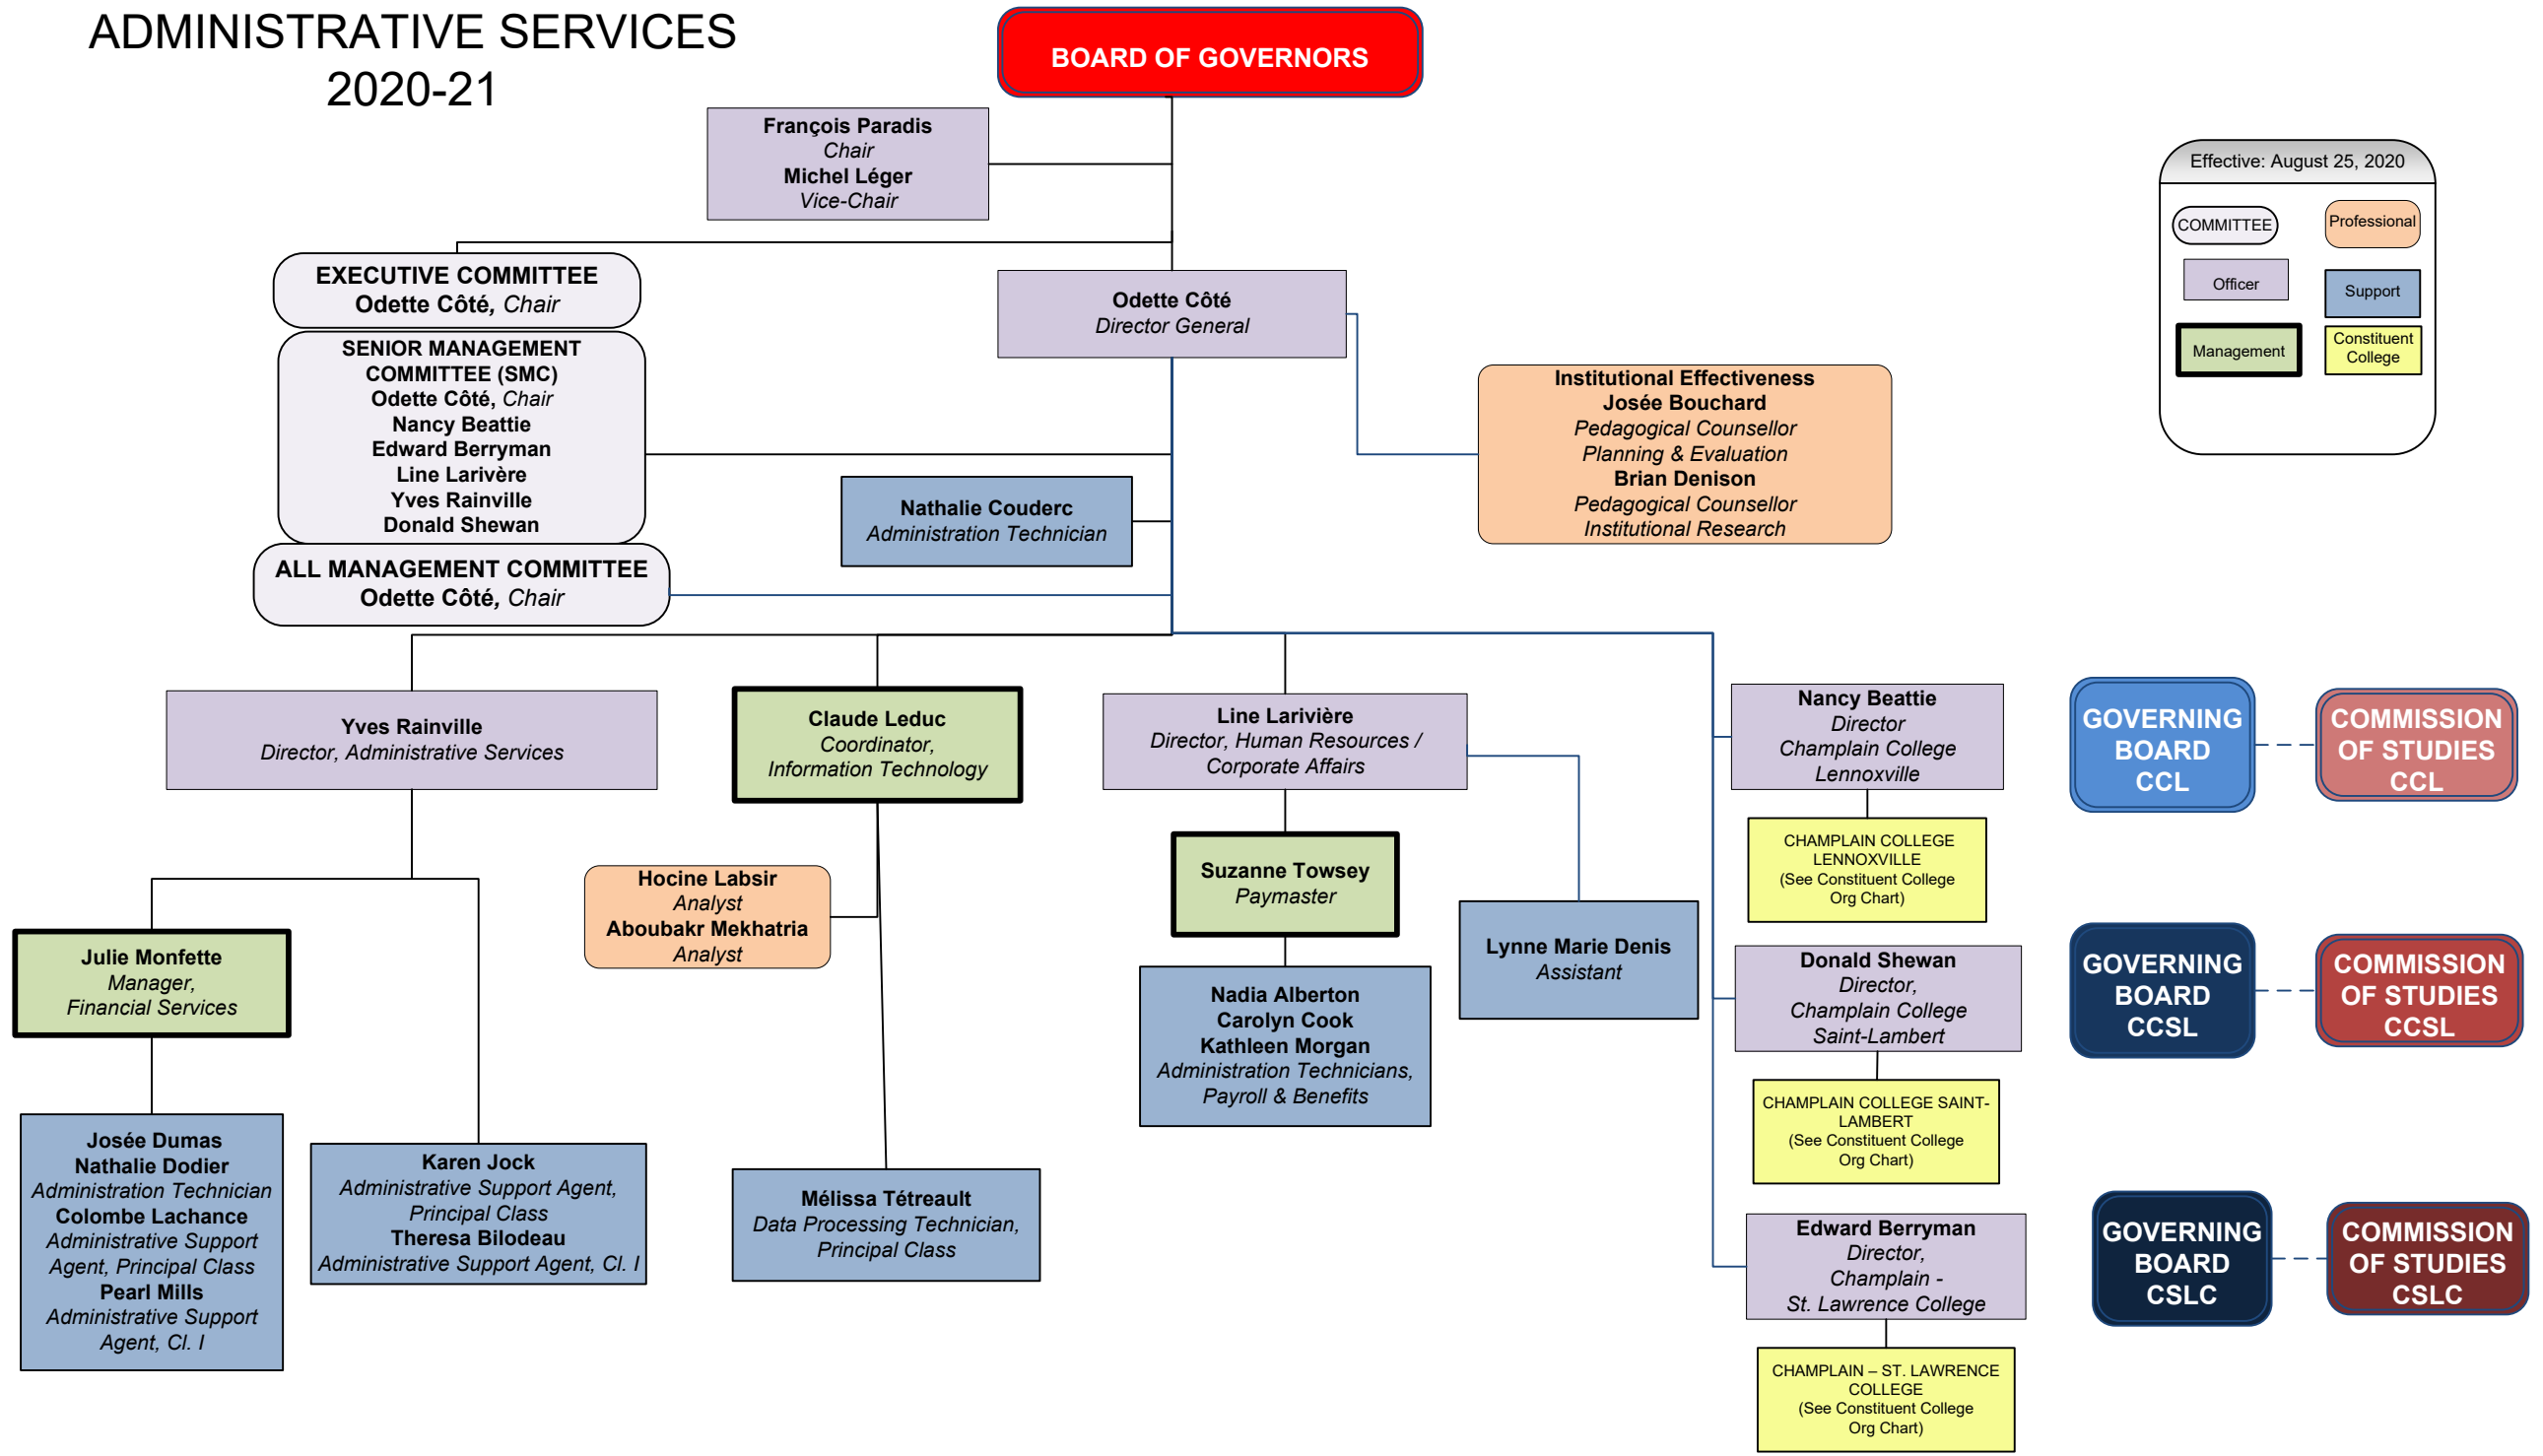 ADMINISTRATIVE SERVICES
2020-21
BOARD OF GOVERNORS
François Paradis
Chair
Michel Léger
Vice-Chair
Effective: August 25, 2020
COMMITTEE
Professional
Officer
Support
Management
Constituent
College
EXECUTIVE COMMITTEE
Odette Côté, Chair
Odette Côté
Director General
SENIOR MANAGEMENT
COMMITTEE (SMC)
Odette Côté, Chair
Nancy Beattie
Edward Berryman
Line Larivère
Yves Rainville
Donald Shewan
Institutional Effectiveness
Josée Bouchard
Pedagogical Counsellor
Planning & Evaluation
Brian Denison
Pedagogical Counsellor
Institutional Research
Nathalie Couderc
Administration Technician
ALL MANAGEMENT COMMITTEE
Odette Côté, Chair
Yves Rainville
Director, Administrative Services
Claude Leduc
Coordinator,
Information Technology
Line Larivière
Director, Human Resources /
Corporate Affairs
Nancy Beattie
Director
Champlain College
Lennoxville
GOVERNING
BOARD
CCL
COMMISSION
OF STUDIES
CCL
CHAMPLAIN COLLEGE
LENNOXVILLE
(See Constituent College
Org Chart)
Hocine Labsir
Analyst
Aboubakr Mekhatria
Analyst
Suzanne Towsey
Paymaster
Lynne Marie Denis
Assistant
Julie Monfette
Manager,
Financial Services
Donald Shewan
Director,
Champlain College
Saint-Lambert
GOVERNING
BOARD
CCSL
COMMISSION
OF STUDIES
CCSL
Nadia Alberton
Carolyn Cook
Kathleen Morgan
Administration Technicians,
Payroll & Benefits
CHAMPLAIN COLLEGE SAINT-
LAMBERT
(See Constituent College
Org Chart)
Josée Dumas
Nathalie Dodier
Administration Technician
Colombe Lachance
Administrative Support
Agent, Principal Class
Pearl Mills
Administrative Support
Agent, Cl. I
Karen Jock
Administrative Support Agent,
Principal Class
Theresa Bilodeau
Administrative Support Agent, Cl. I
Mélissa Tétreault
Data Processing Technician,
Principal Class
Edward Berryman
Director,
Champlain -
St. Lawrence College
GOVERNING
BOARD
CSLC
COMMISSION
OF STUDIES
CSLC
CHAMPLAIN – ST. LAWRENCE
COLLEGE
(See Constituent College
Org Chart)